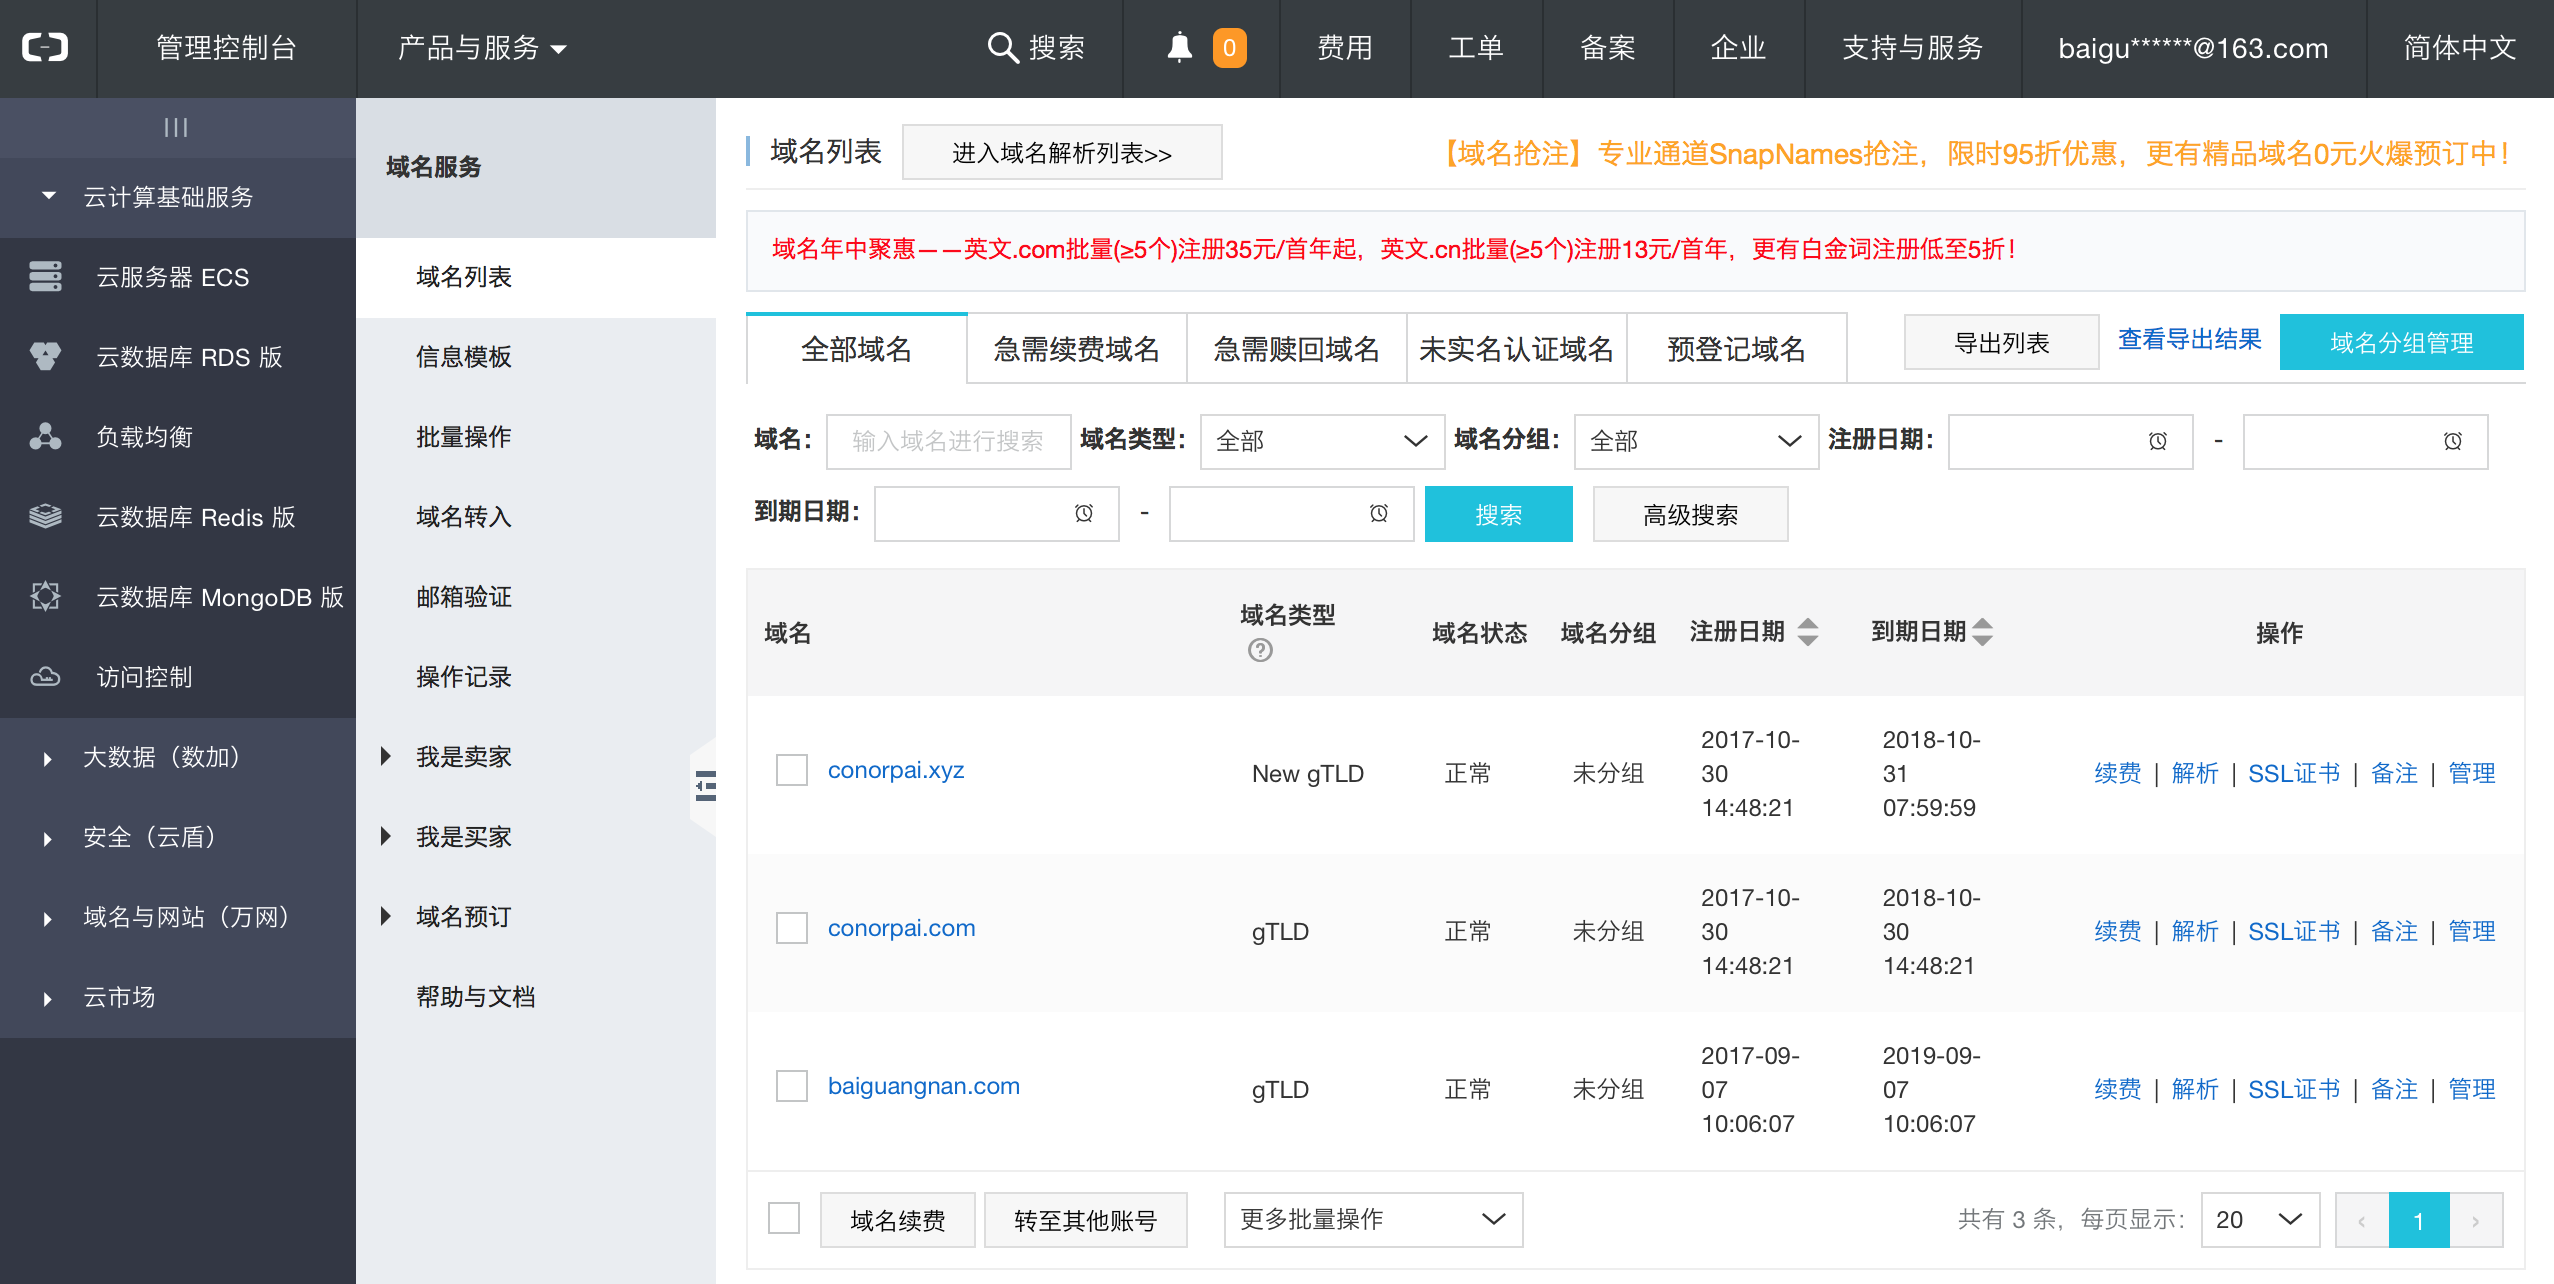 管理控制台 产品与服务 搜索 0 费用 工单 备案 企业 支持与服务 baigu******@163.com 简体中文
云计算基础服务
云服务器 ECS
云数据库 RDS 版
负载均衡
云数据库 Redis 版
云数据库 MongoDB 版
访问控制
大数据（数加）
安全（云盾）
域名与网站（万网）
云市场
域名服务
域名列表
信息模板
批量操作
域名转入
邮箱验证
操作记录
我是卖家
我是买家
域名预订
帮助与文档
域名列表 进入域名解析列表>> 【域名抢注】专业通道SnapNames抢注，限时95折优惠，更有精品域名0元火爆预订中！
域名年中聚惠——英文.com批量(≥5个)注册35元/首年起，英文.cn批量(≥5个)注册13元/首年，更有白金词注册低至5折！
全部域名 急需续费域名 急需赎回域名 未实名认证域名 预登记域名 导出列表 查看导出结果 域名分组管理
域名： 输入域名进行搜索 域名类型： 全部 域名分组： 全部 注册日期： -
到期日期： - 搜索 高级搜索
域名 域名类型 ? 域名状态 域名分组 注册日期 到期日期 操作
conorpai.xyz New gTLD 正常 未分组 2017-10-30 14:48:21 2018-10-31 07:59:59 续费 | 解析 | SSL证书 | 备注 | 管理
conorpai.com gTLD 正常 未分组 2017-10-30 14:48:21 2018-10-30 14:48:21 续费 | 解析 | SSL证书 | 备注 | 管理
baiguangnan.com gTLD 正常 未分组 2017-09-07 10:06:07 2019-09-07 10:06:07 续费 | 解析 | SSL证书 | 备注 | 管理
域名续费 转至其他账号 更多批量操作 共有 3 条，每页显示： 20 ‹ 1 ›